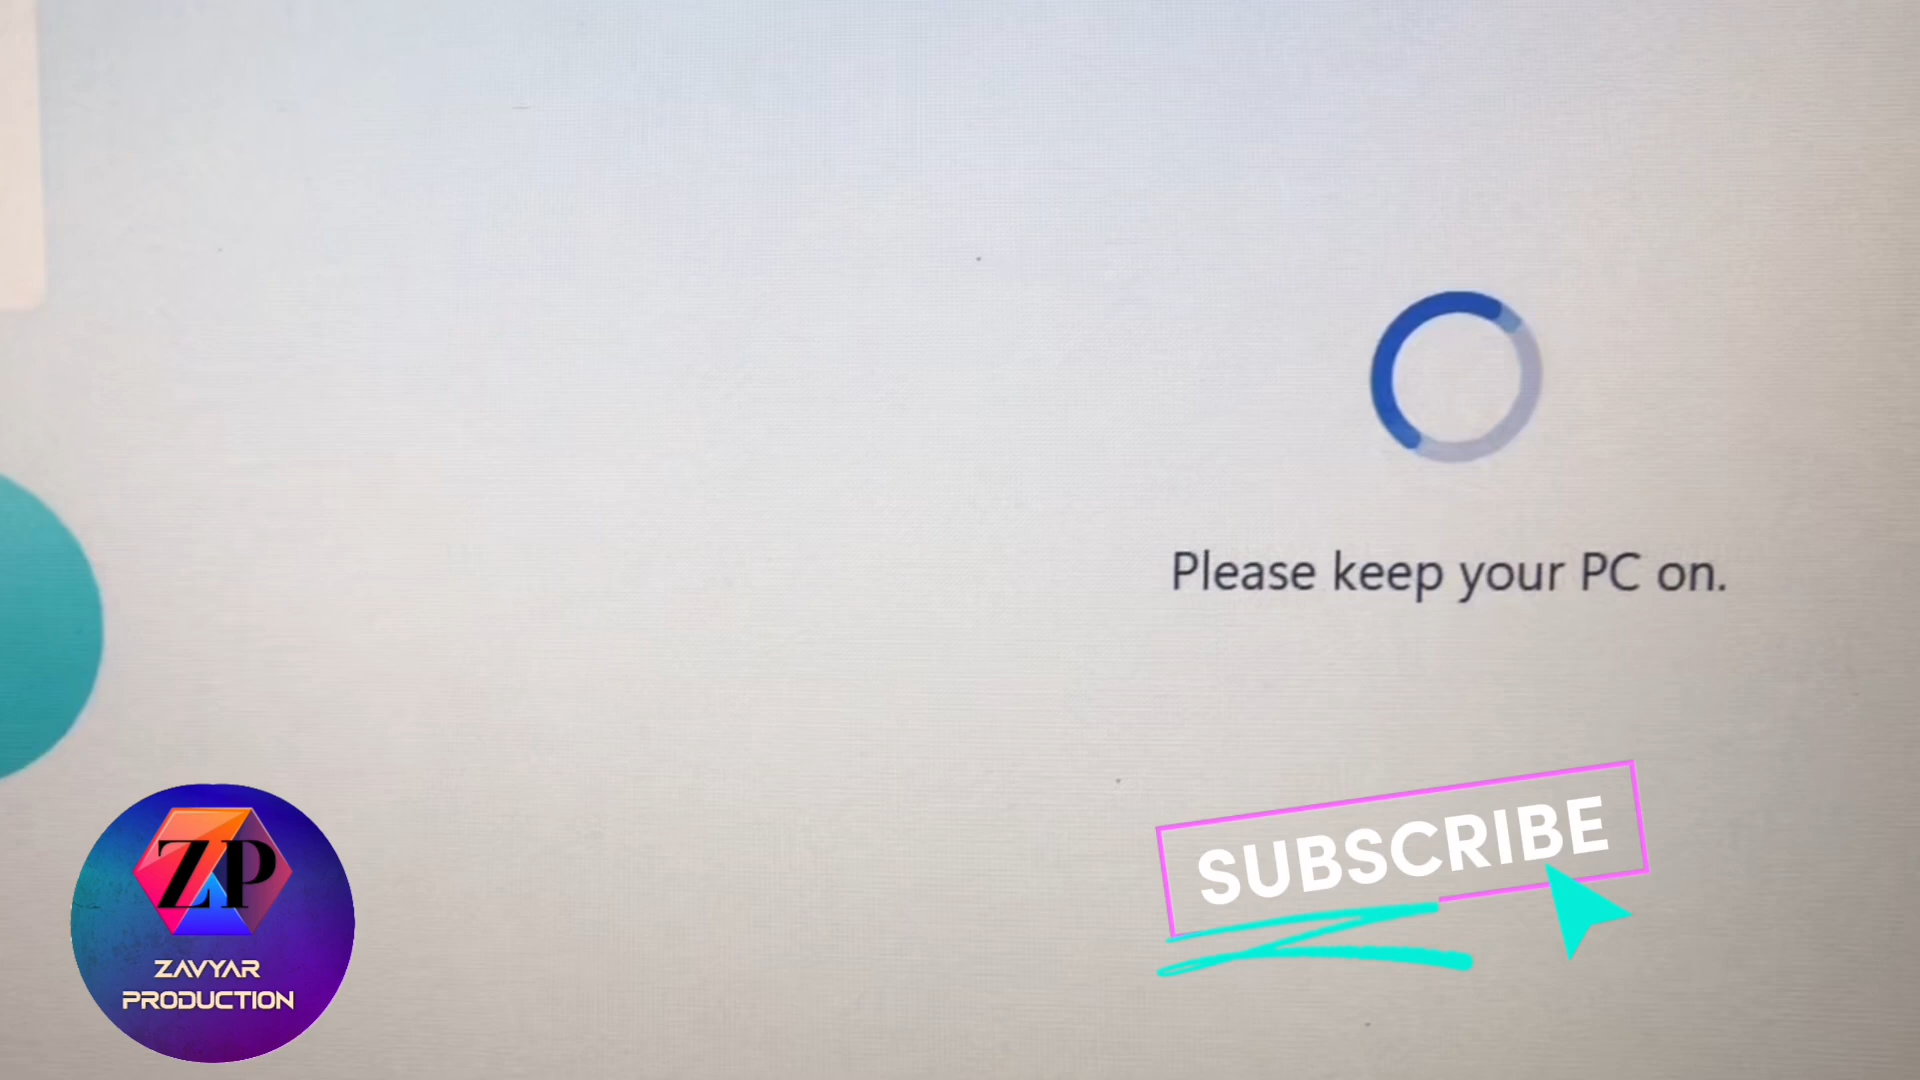 Please keep your PC on.
SUBSCRIBE
ZP
ZAVYAR
PRODUCTION